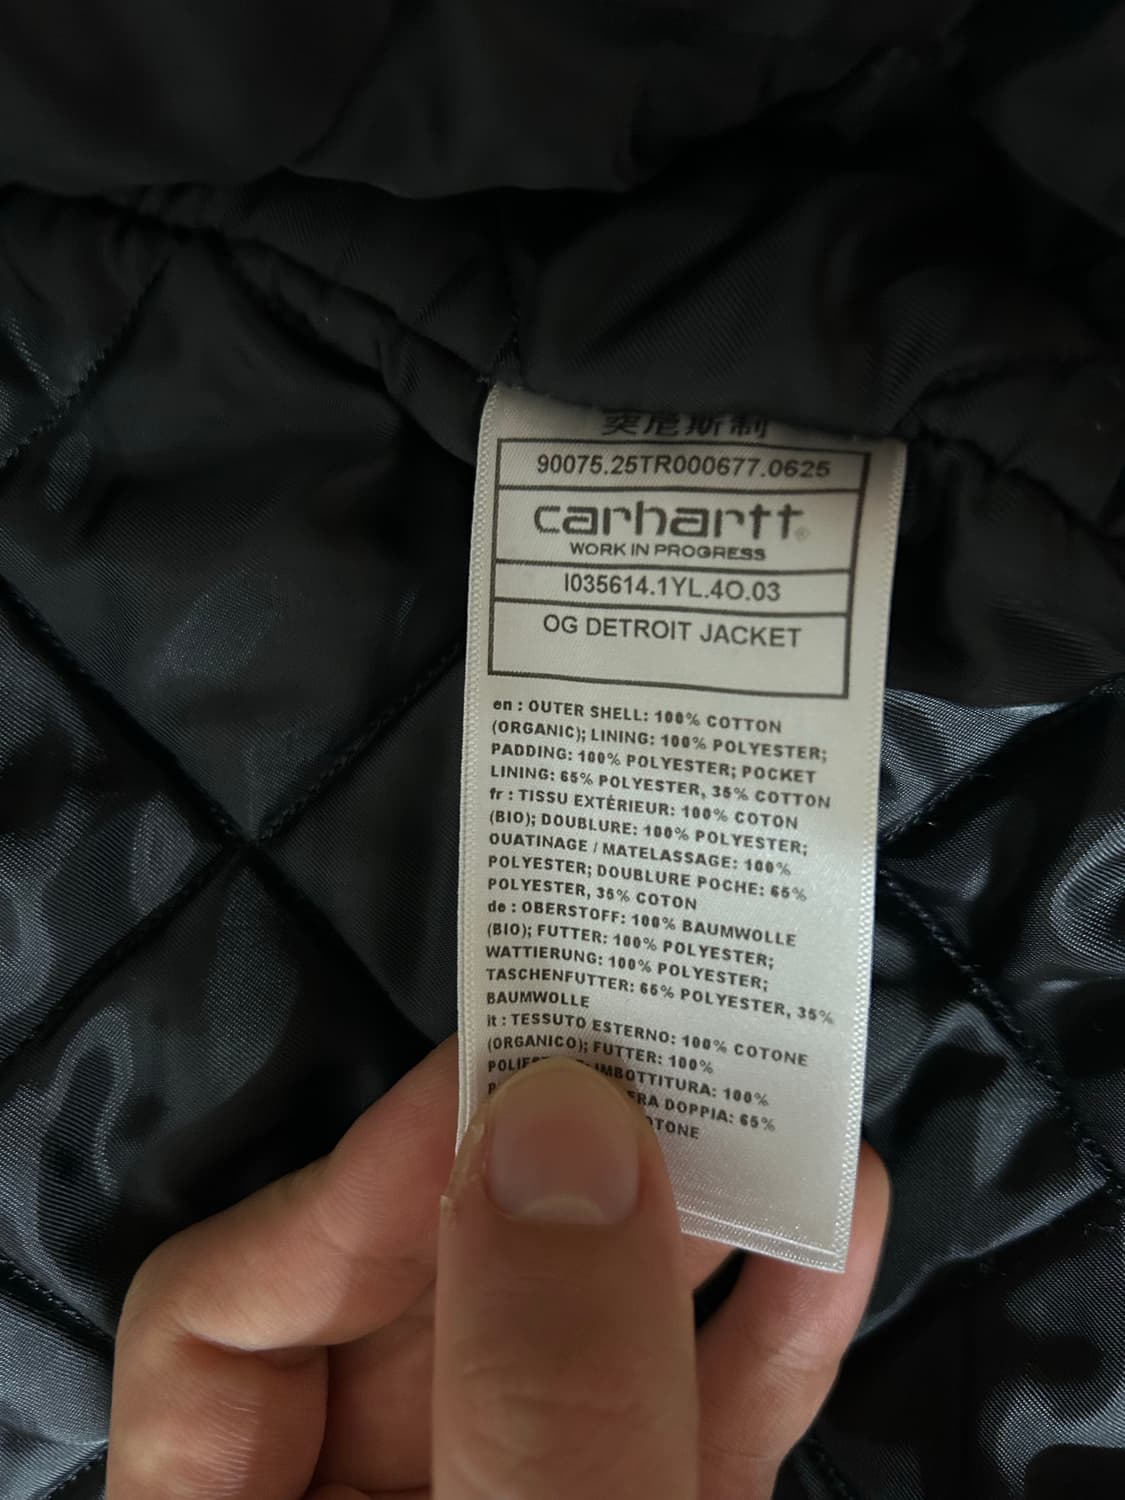 突尼斯制
90075.25TR000677.0625
carhartt®
WORK IN PROGRESS
I035614.1YL.4O.03
OG DETROIT JACKET
en : OUTER SHELL: 100% COTTON
(ORGANIC); LINING: 100% POLYESTER;
PADDING: 100% POLYESTER; POCKET
LINING: 65% POLYESTER, 35% COTTON
fr : TISSU EXTÉRIEUR: 100% COTON
(BIO); DOUBLURE: 100% POLYESTER;
OUATINAGE / MATELASSAGE: 100%
POLYESTER; DOUBLURE POCHE: 65%
POLYESTER, 35% COTON
de : OBERSTOFF: 100% BAUMWOLLE
(BIO); FUTTER: 100% POLYESTER;
WATTIERUNG: 100% POLYESTER;
TASCHENFUTTER: 65% POLYESTER, 35%
BAUMWOLLE
it : TESSUTO ESTERNO: 100% COTONE
(ORGANICO); FUTTER: 100%
IMBOTTITURA: 100%
DOPPIA: 65%